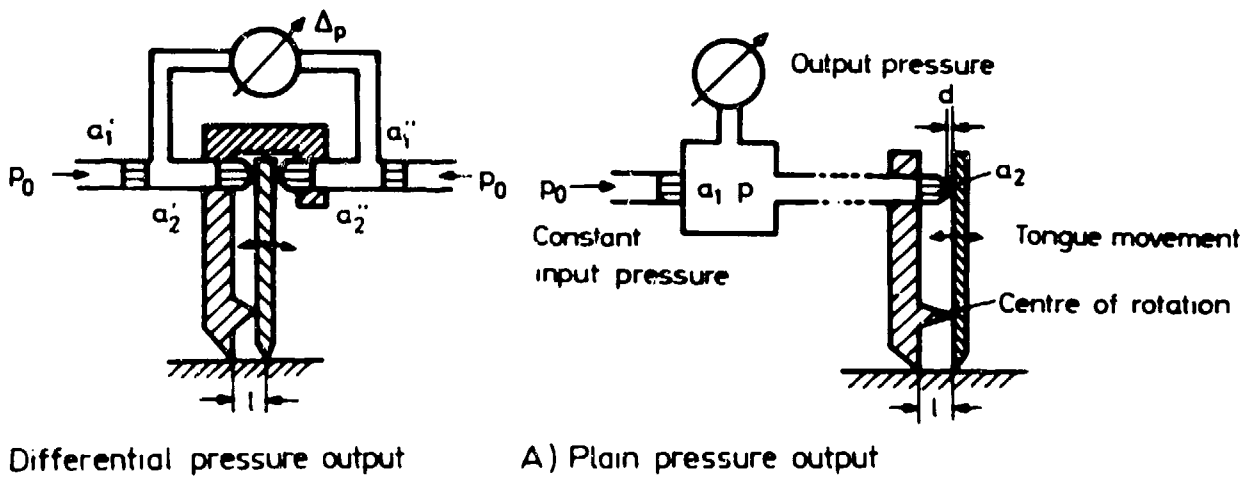 Δp
a₁' a₁''
p₀ p₀
a₂' a₂''
l
Differential pressure output
Output pressure
d
p₀ a₁ p a₂
Constant
input pressure
Tongue movement
Centre of rotation
l
A) Plain pressure output